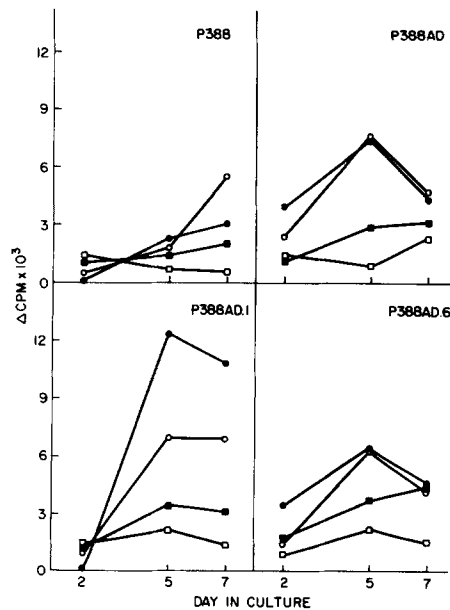 P388
P388AD
12
9
6
3
0
ΔCPM x 10³
P388AD.1
P388AD.6
12
9
6
3
0
2 5 7 2 5 7
DAY IN CULTURE